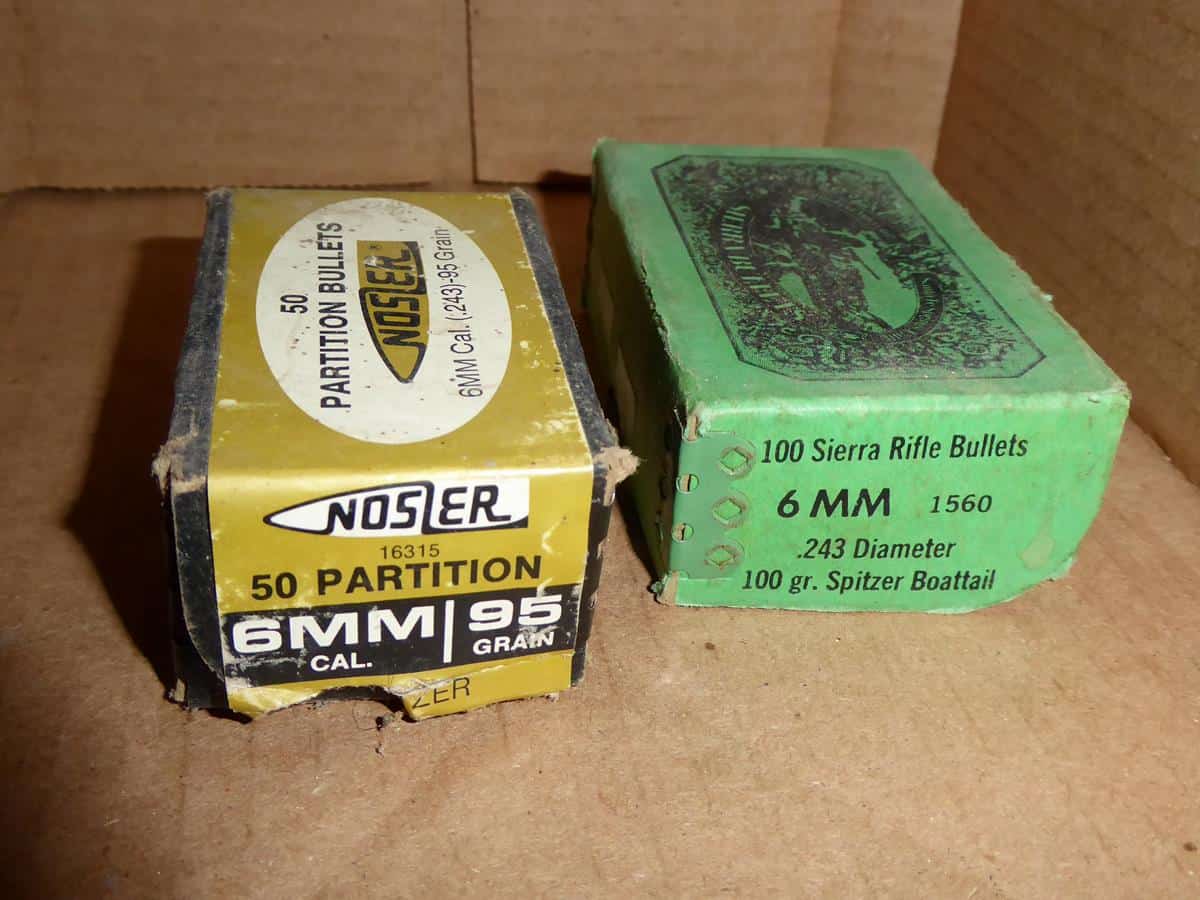 50
PARTITION BULLETS
NOSLER®
6MM Cal. (.243)-95 Grain
NOSLER
16315
50 PARTITION
6MM
CAL.
95
GRAIN
ZER
100 Sierra Rifle Bullets
6 MM 1560
.243 Diameter
100 gr. Spitzer Boattail